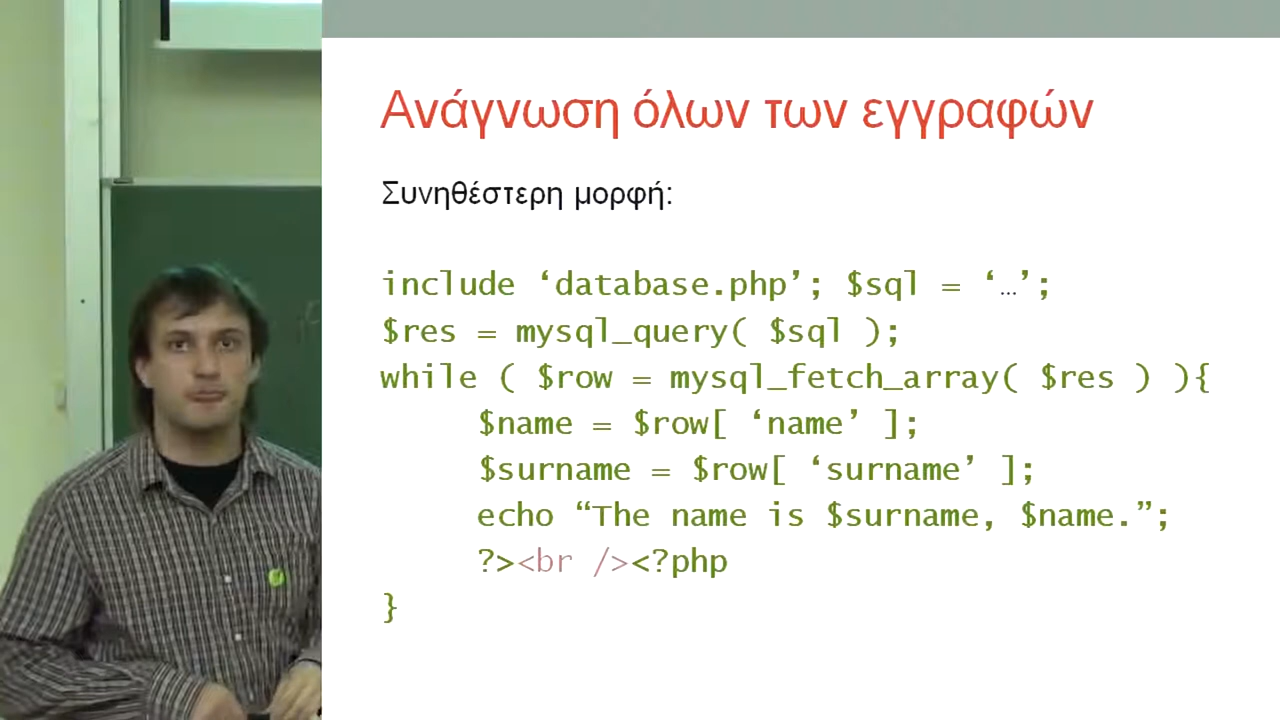 Ανάγνωση όλων των εγγραφών
Συνηθέστερη μορφή:
include ‘database.php’; $sql = ‘…’;
$res = mysql_query( $sql );
while ( $row = mysql_fetch_array( $res ) ){
$name = $row[ ‘name’ ];
$surname = $row[ ‘surname’ ];
echo “The name is $surname, $name.”;
?><br /><?php
}